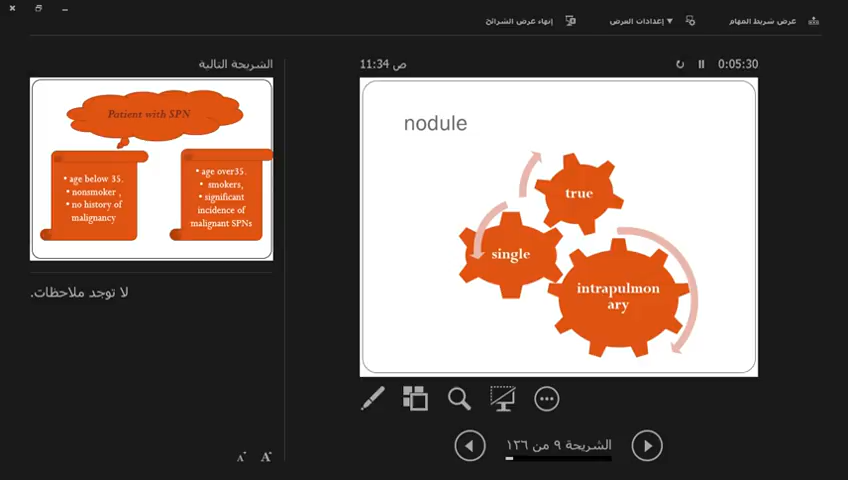 عرض شريط المهام
إعدادات العرض ▼
إنهاء عرض الشرائح
الشريحة التالية
11:34 ص
0:05:30
Patient with SPN
• age below 35.
• nonsmoker ,
• no history of
malignancy
• age over35.
• smokers,
• significant
incidence of
malignant SPNs
لا توجد ملاحظات.
nodule
true
single
intrapulmon
ary
الشريحة ٩ من ١٣٦
A A